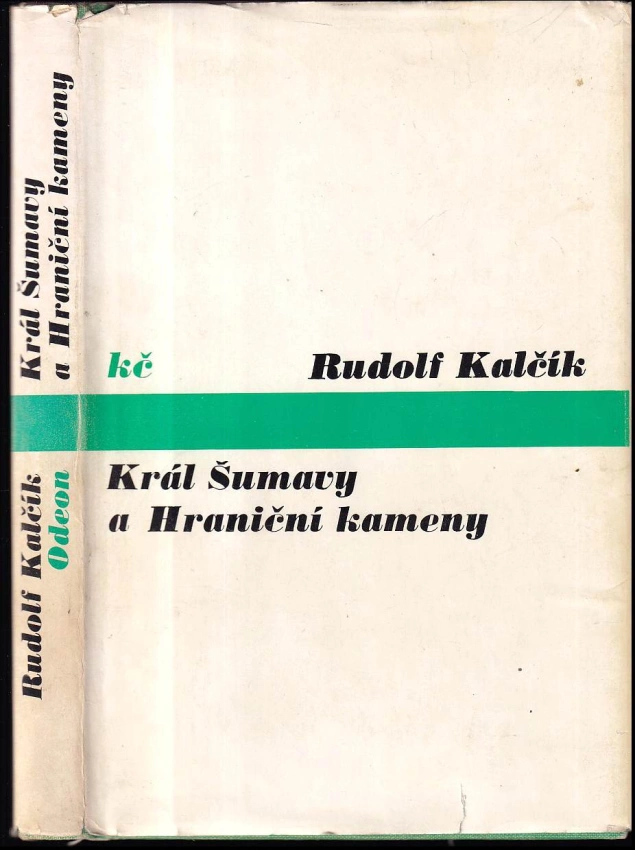 Král Šumavy
a Hraniční kameny
Rudolf Kalčík
Odeon
kč
Rudolf Kalčík
Král Šumavy
a Hraniční kameny